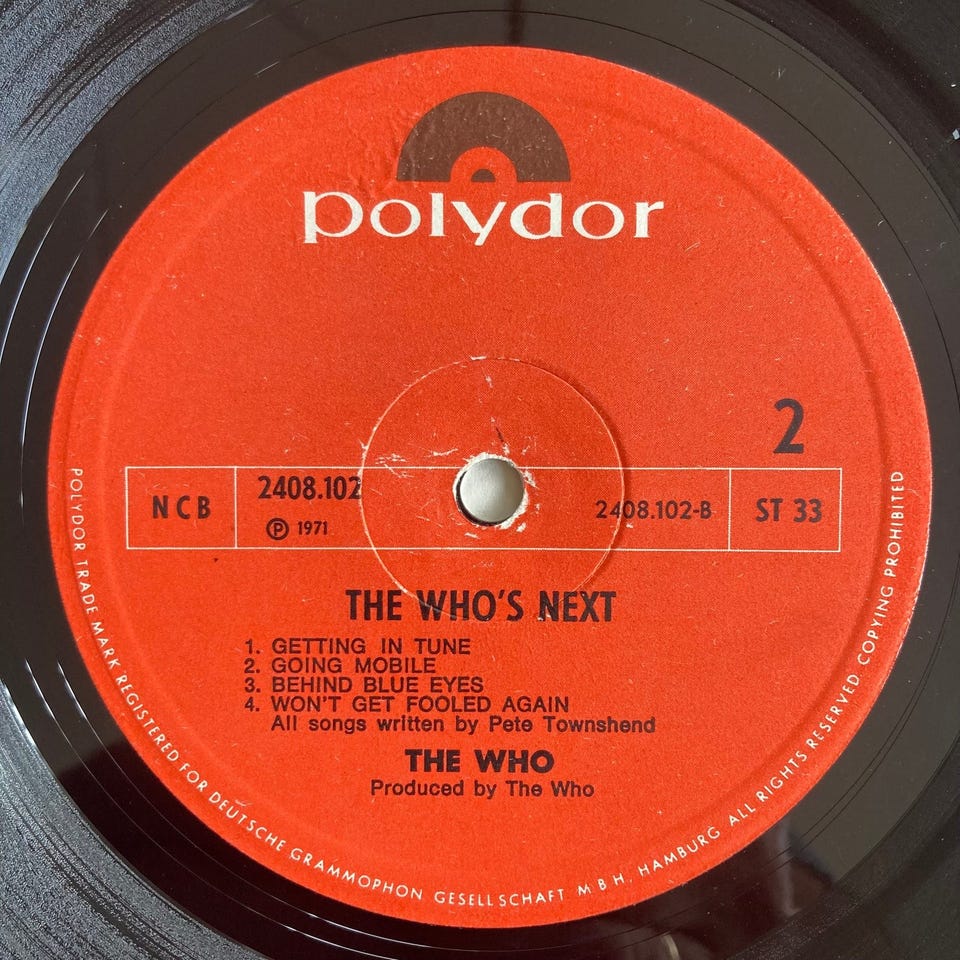 polydor
2
NCB
2408.102
℗ 1971
2408.102-B
ST 33
THE WHO'S NEXT
1. GETTING IN TUNE
2. GOING MOBILE
3. BEHIND BLUE EYES
4. WON'T GET FOOLED AGAIN
All songs written by Pete Townshend
THE WHO
Produced by The Who
POLYDOR TRADE MARK REGISTERED FOR DEUTSCHE GRAMMOPHON GESELLSCHAFT M.B.H. HAMBURG ALL RIGHTS RESERVED COPYING PROHIBITED